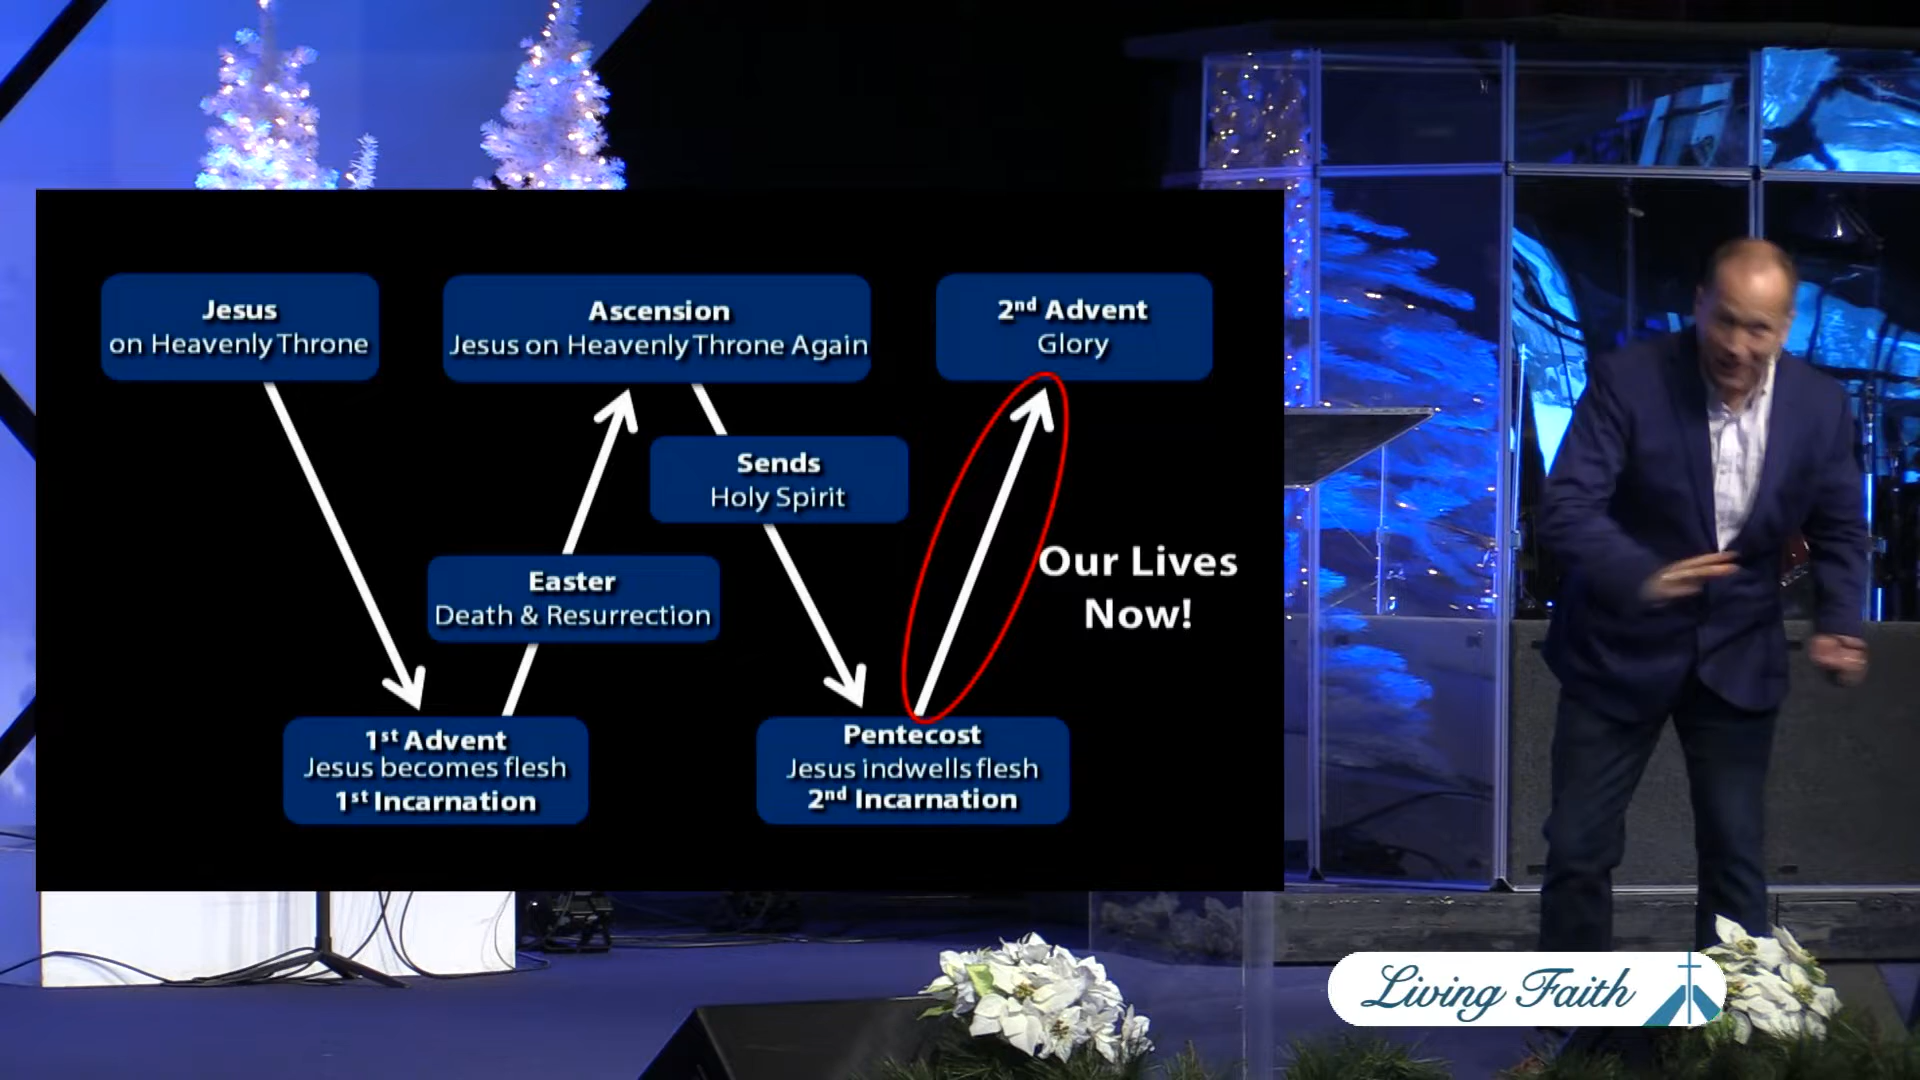 Jesus
on Heavenly Throne
Ascension
Jesus on Heavenly Throne Again
2nd Advent
Glory
Sends
Holy Spirit
Easter
Death & Resurrection
Our Lives
Now!
1st Advent
Jesus becomes flesh
1st Incarnation
Pentecost
Jesus indwells flesh
2nd Incarnation
Living Faith